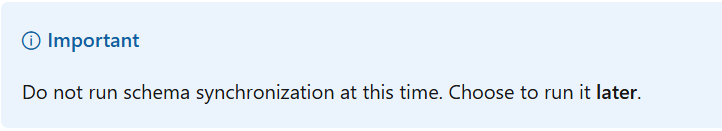 Important
Do not run schema synchronization at this time. Choose to run it later.